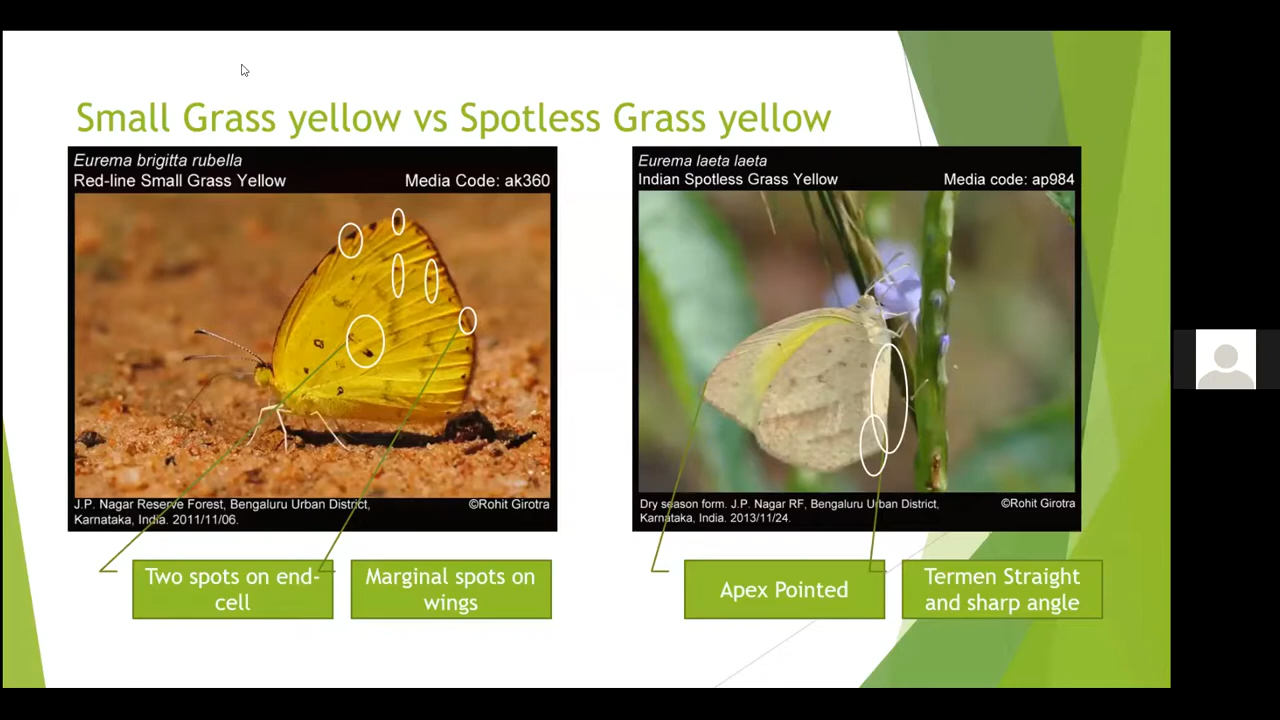 Small Grass yellow vs Spotless Grass yellow
Eurema brigitta rubella
Red-line Small Grass Yellow
Media Code: ak360
J.P. Nagar Reserve Forest, Bengaluru Urban District,
Karnataka, India. 2011/11/06.
©Rohit Girotra
Two spots on end-
cell
Marginal spots on
wings
Eurema laeta laeta
Indian Spotless Grass Yellow
Media code: ap984
Dry season form. J.P. Nagar RF, Bengaluru Urban District,
Karnataka, India. 2013/11/24.
©Rohit Girotra
Apex Pointed
Termen Straight
and sharp angle